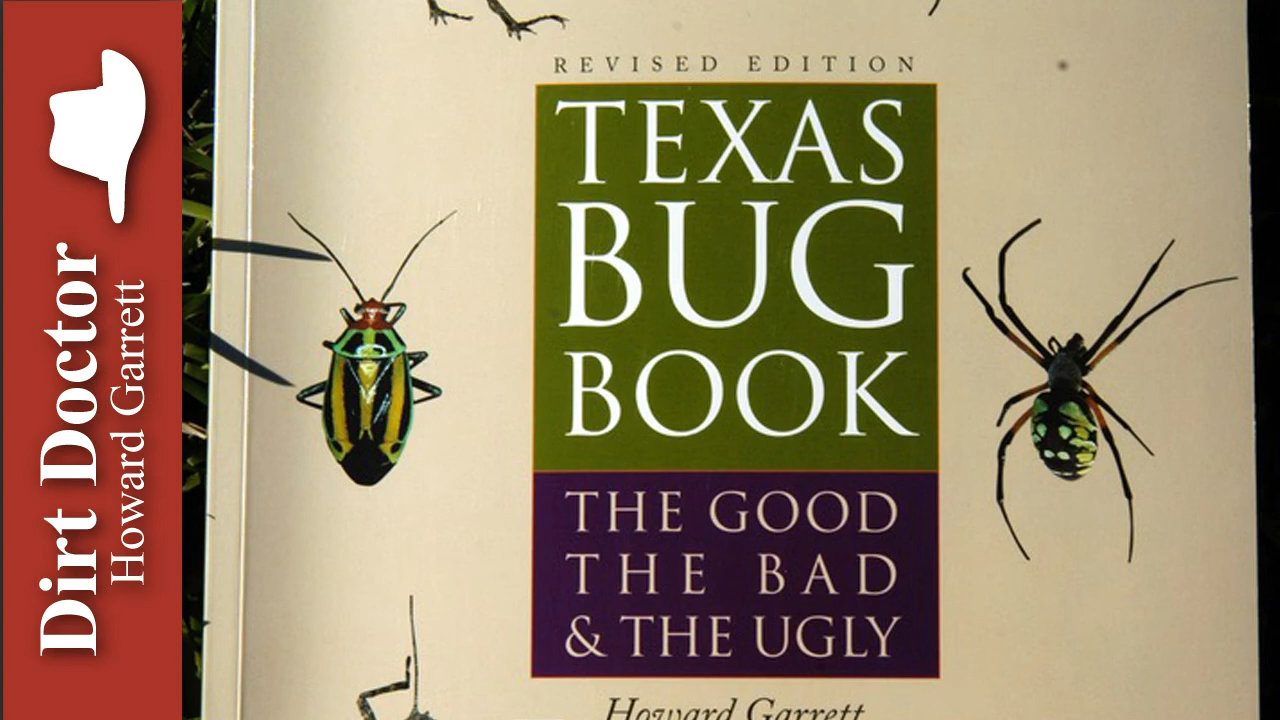 Dirt Doctor
Howard Garrett
REVISED EDITION
TEXAS
BUG
BOOK
THE GOOD
THE BAD
& THE UGLY
Howard Garrett